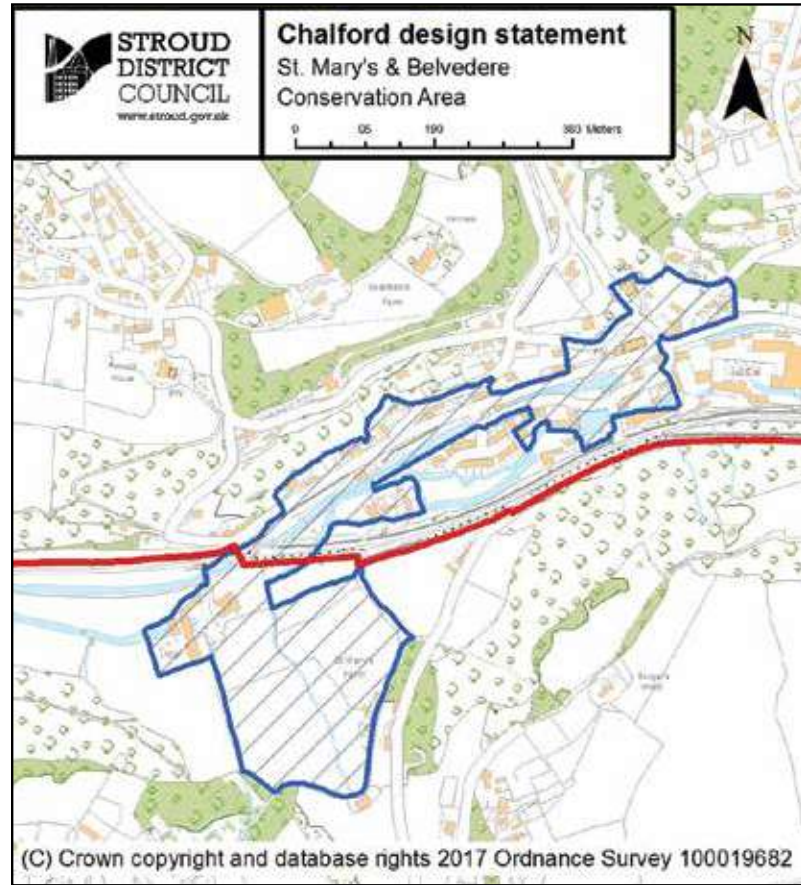 STROUD
DISTRICT
COUNCIL
www.stroud.gov.uk
Chalford design statement
St. Mary's & Belvedere
Conservation Area
0 95 190 380 Meters
N
(C) Crown copyright and database rights 2017 Ordnance Survey 100019682